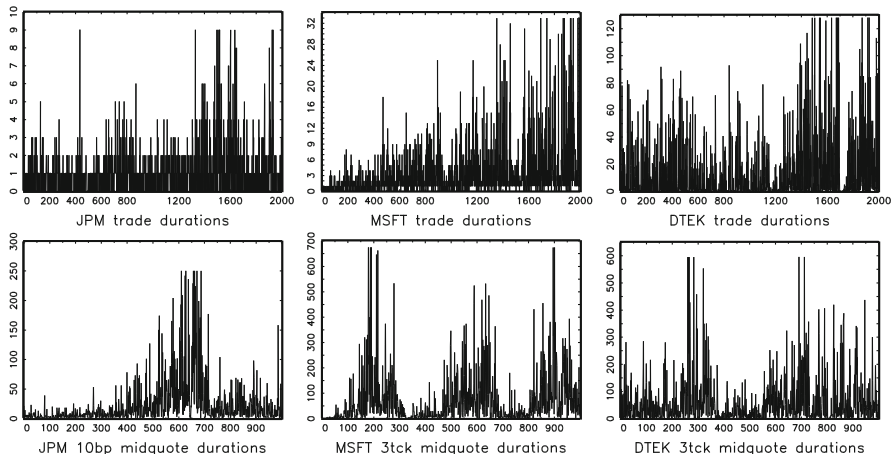 10 9 8 7 6 5 4 3 2 1 0
0 200 400 600 800 1200 1600 2000
JPM trade durations
32 28 24 20 16 12 9 6 3 0
0 200 400 600 800 1200 1600 2000
MSFT trade durations
120 100 80 60 40 20 0
0 200 400 600 800 1200 1600 2000
DTEK trade durations
300 250 200 150 100 50 0
0 100 200 300 400 500 600 700 800 900
JPM 10bp midquote durations
700 600 500 400 300 200 100 0
0 100 200 300 400 500 600 700 800 900
MSFT 3tck midquote durations
600 500 400 300 200 100 0
0 100 200 300 400 500 600 700 800 900
DTEK 3tck midquote durations